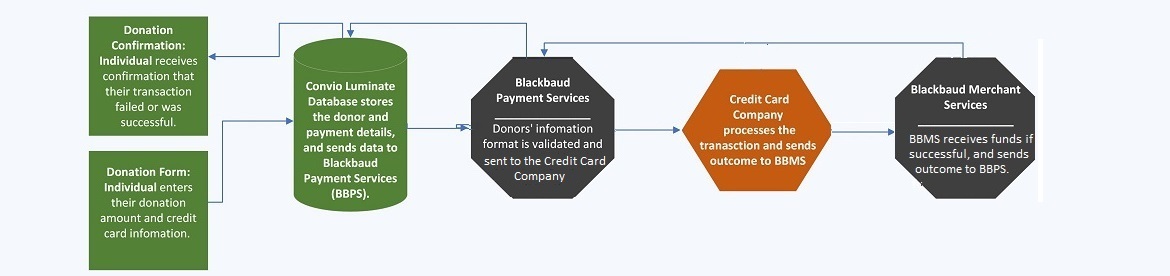 Donation
Confirmation:
Individual receives
confirmation that
their transaction
failed or was
successful.
Donation Form:
Individual enters
their donation
amount and credit
card infomation.
Convio Luminate
Database stores
the donor and
payment details,
and sends data to
Blackbaud
Payment Services
(BBPS).
Blackbaud
Payment Services
Donors' infomation
format is validated and
sent to the Credit Card
Company
Credit Card
Company
processes the
tranasction and sends
outcome to BBMS
Blackbaud Merchant
Services
BBMS receives funds if
successful, and sends
outcome to BBPS.